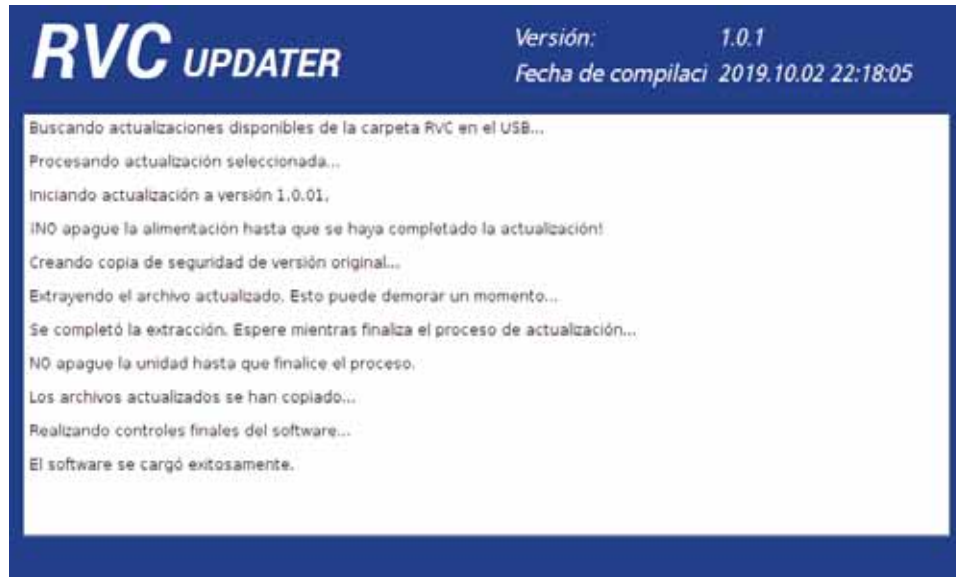 RVC UPDATER
Versión: 1.0.1
Fecha de compilaci 2019.10.02 22:18:05
Buscando actualizaciones disponibles de la carpeta RVC en el USB...
Procesando actualización seleccionada...
Iniciando actualización a versión 1.0.01.
¡NO apague la alimentación hasta que se haya completado la actualización!
Creando copia de seguridad de versión original...
Extrayendo el archivo actualizado. Esto puede demorar un momento...
Se completó la extracción. Espere mientras finaliza el proceso de actualización...
NO apague la unidad hasta que finalice el proceso.
Los archivos actualizados se han copiado...
Realizando controles finales del software...
El software se cargó exitosamente.